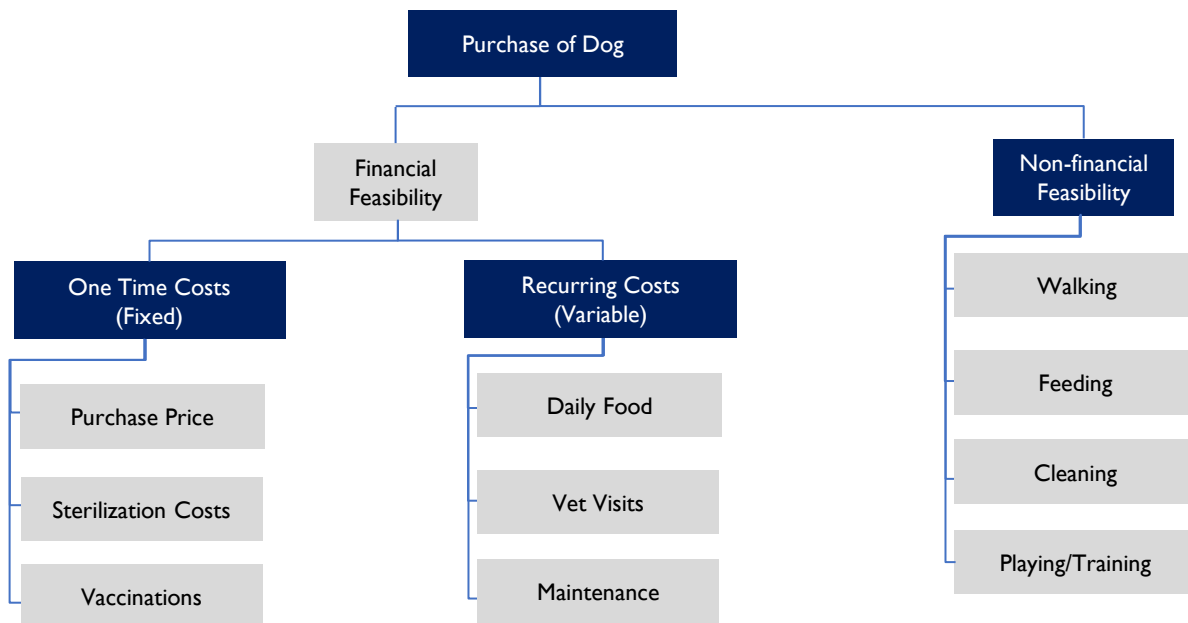 Purchase of Dog
Financial
Feasibility
Non-financial
Feasibility
One Time Costs
(Fixed)
Recurring Costs
(Variable)
Purchase Price
Sterilization Costs
Vaccinations
Daily Food
Vet Visits
Maintenance
Walking
Feeding
Cleaning
Playing/Training